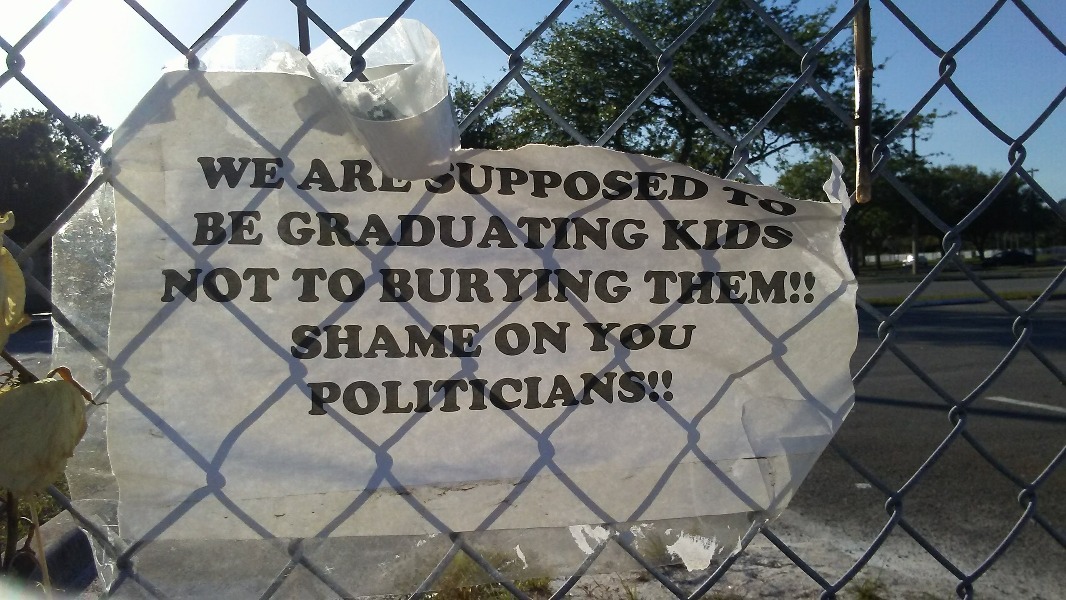 WE ARE SUPPOSED TO
BE GRADUATING KIDS
NOT TO BURYING THEM!!
SHAME ON YOU
POLITICIANS!!